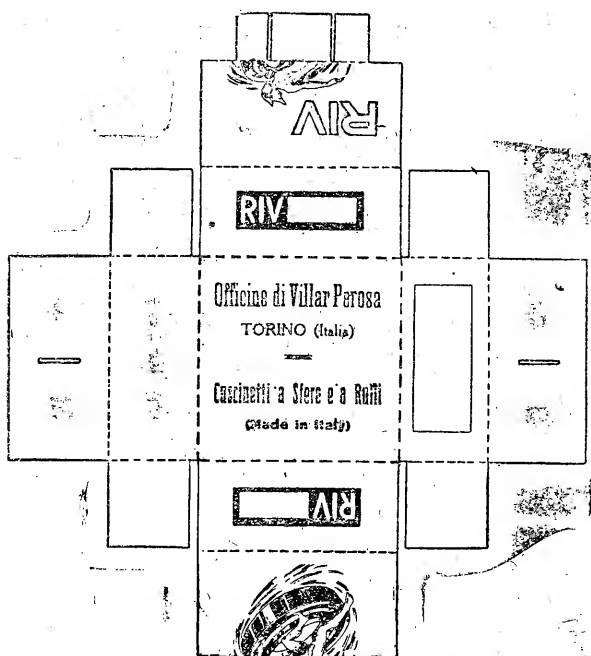 RIV
RIV
Officine di Villar Perosa
TORINO (Italia)
Cuscinetti a Sfere e a Rulli
(Made in Italy)
RIV